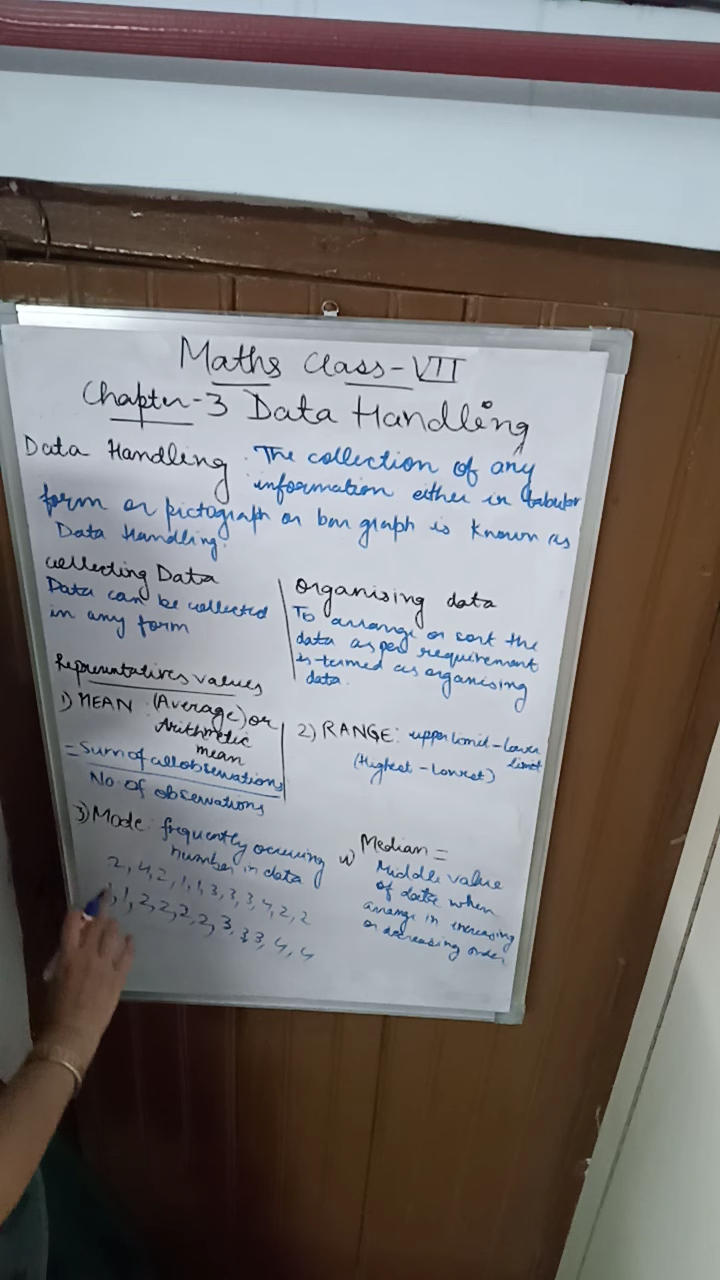 Maths Class-VII
Chapter-3 Data Handling
Data Handling. The collection of any
information either in tabular
form or pictograph or bar graph is known as
Data Handling.
collecting Data
Data can be collected
in any form
organising data
To arrange or sort the
data as per requirement
is termed as organising
data.
Representatives values
1) MEAN: (Average) or
Arithmetic
mean
= Sum of all observations
No. of observations
2) RANGE: upper limit - lower
limit
(Highest - Lowest)
3) Mode: frequently occuring
number in data
2, 4, 2, 1, 1, 3, 3, 3, 4, 2, 2
1, 1, 2, 2, 2, 2, 3, 3, 3, 4, 4
Median =
Middle value
of data when
arrange in increasing
or decreasing order